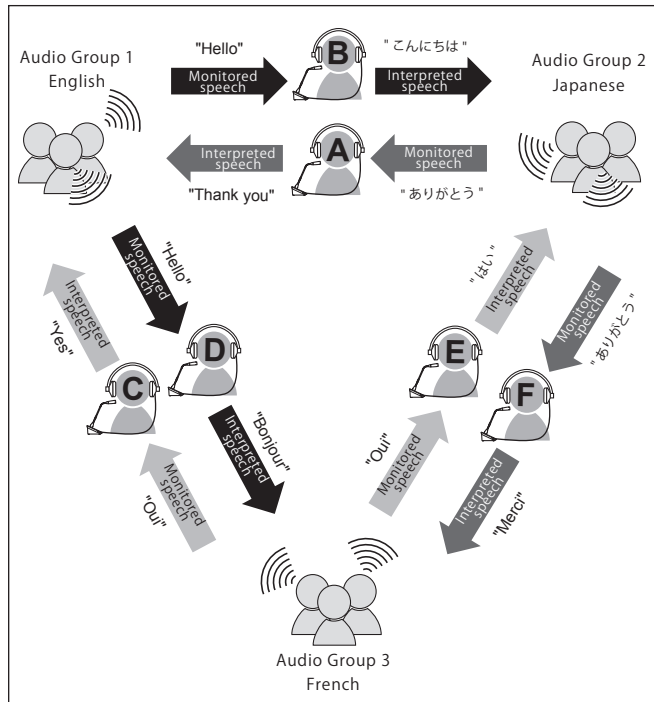 Audio Group 1
English
"Hello"
Monitored
speech
B
" こんにちは "
Interpreted
speech
Audio Group 2
Japanese
Interpreted
speech
"Thank you"
A
Monitored
speech
" ありがとう "
"Hello"
Monitored
speech
Interpreted
speech
"Yes"
D
C
"Bonjour"
Interpreted
speech
Monitored
speech
"Oui"
" はい "
Interpreted
speech
Monitored
speech
" ありがとう "
E
F
"Oui"
Monitored
speech
Interpreted
speech
"Merci"
Audio Group 3
French